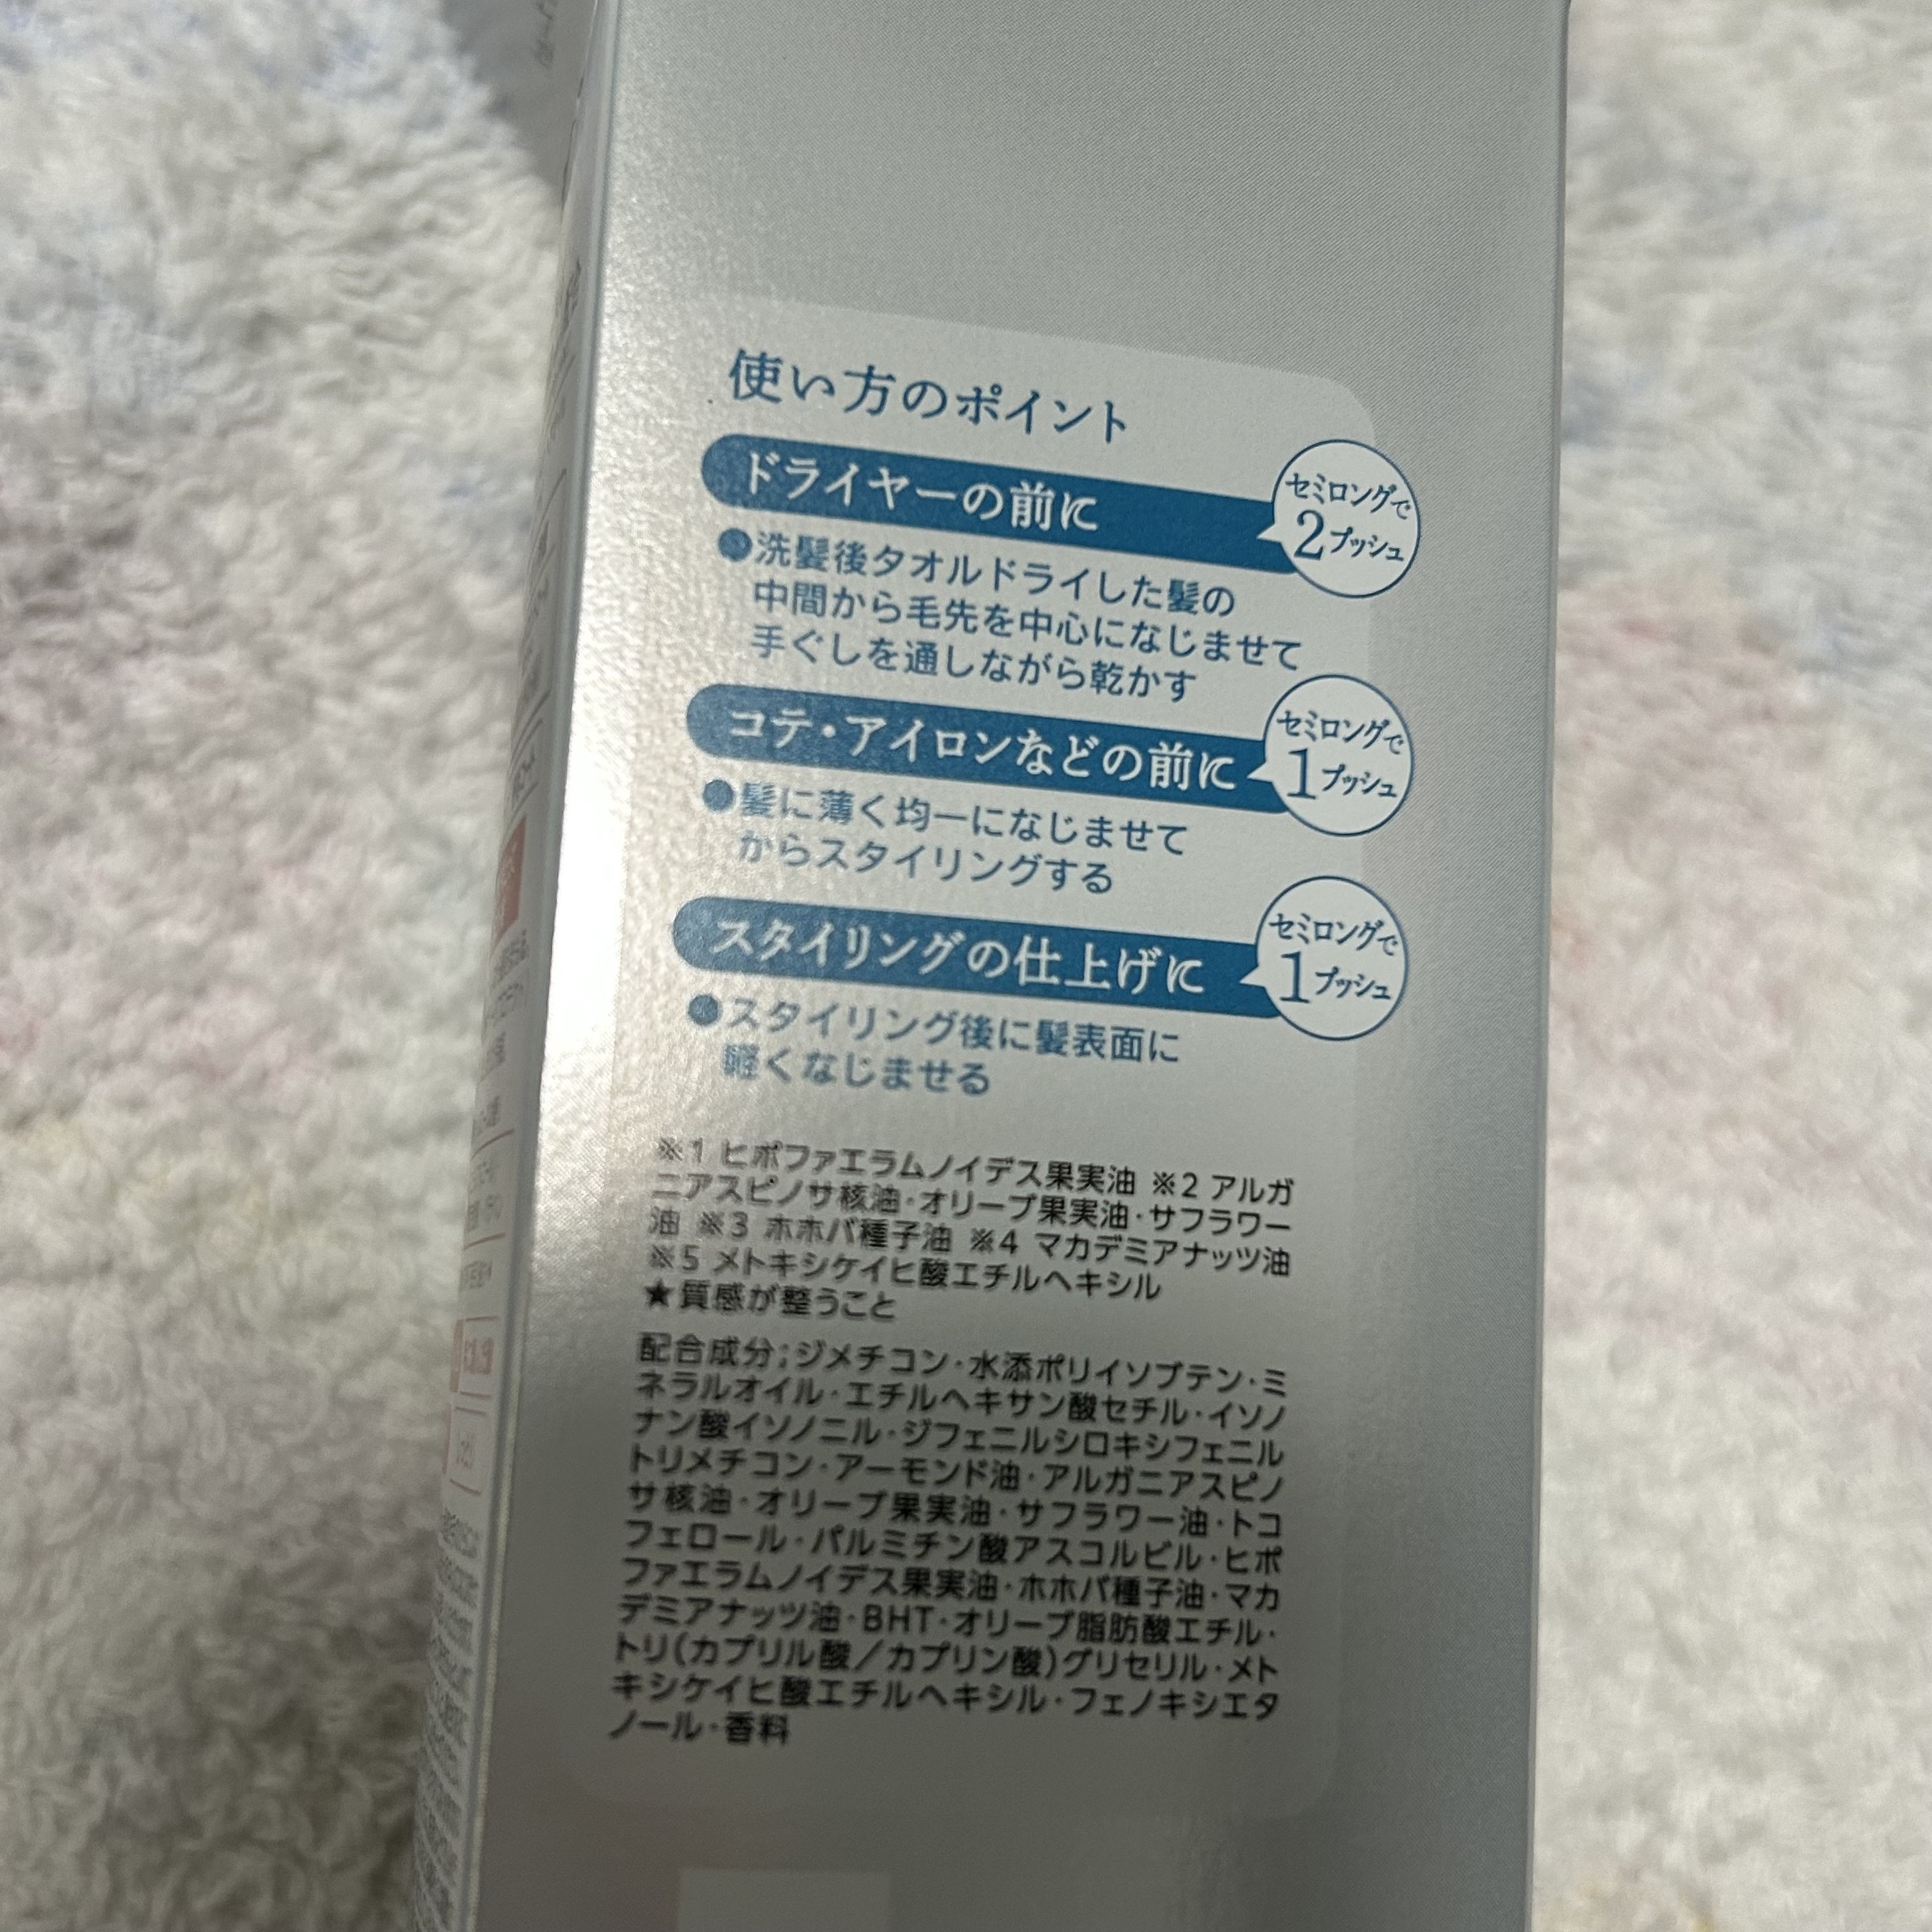 使い方のポイント
ドライヤーの前に
セミロングで
2プッシュ
●洗髪後タオルドライした髪の
中間から毛先を中心になじませて
手ぐしを通しながら乾かす
コテ・アイロンなどの前に
セミロングで
1プッシュ
●髪に薄く均一になじませて
からスタイリングする
スタイリングの仕上げに
セミロングで
1プッシュ
●スタイリング後に髪表面に
軽くなじませる
※1 ヒポファエラムノイデス果実油 ※2 アルガ
ニアスピノサ核油・オリーブ果実油・サフラワー
油 ※3 ホホバ種子油 ※4 マカデミアナッツ油
※5 メトキシケイヒ酸エチルヘキシル
★質感が整うこと
配合成分;ジメチコン・水添ポリイソブテン・ミ
ネラルオイル・エチルヘキサン酸セチル・イソノ
ナン酸イソノニル・ジフェニルシロキシフェニル
トリメチコン・アーモンド油・アルガニアスピノ
サ核油・オリーブ果実油・サフラワー油・トコ
フェロール・パルミチン酸アスコルビル・ヒポ
ファエラムノイデス果実油・ホホバ種子油・マカ
デミアナッツ油・BHT・オリーブ脂肪酸エチル・
トリ(カプリル酸／カプリン酸)グリセリル・メト
キシケイヒ酸エチルヘキシル・フェノキシエタ
ノール・香料